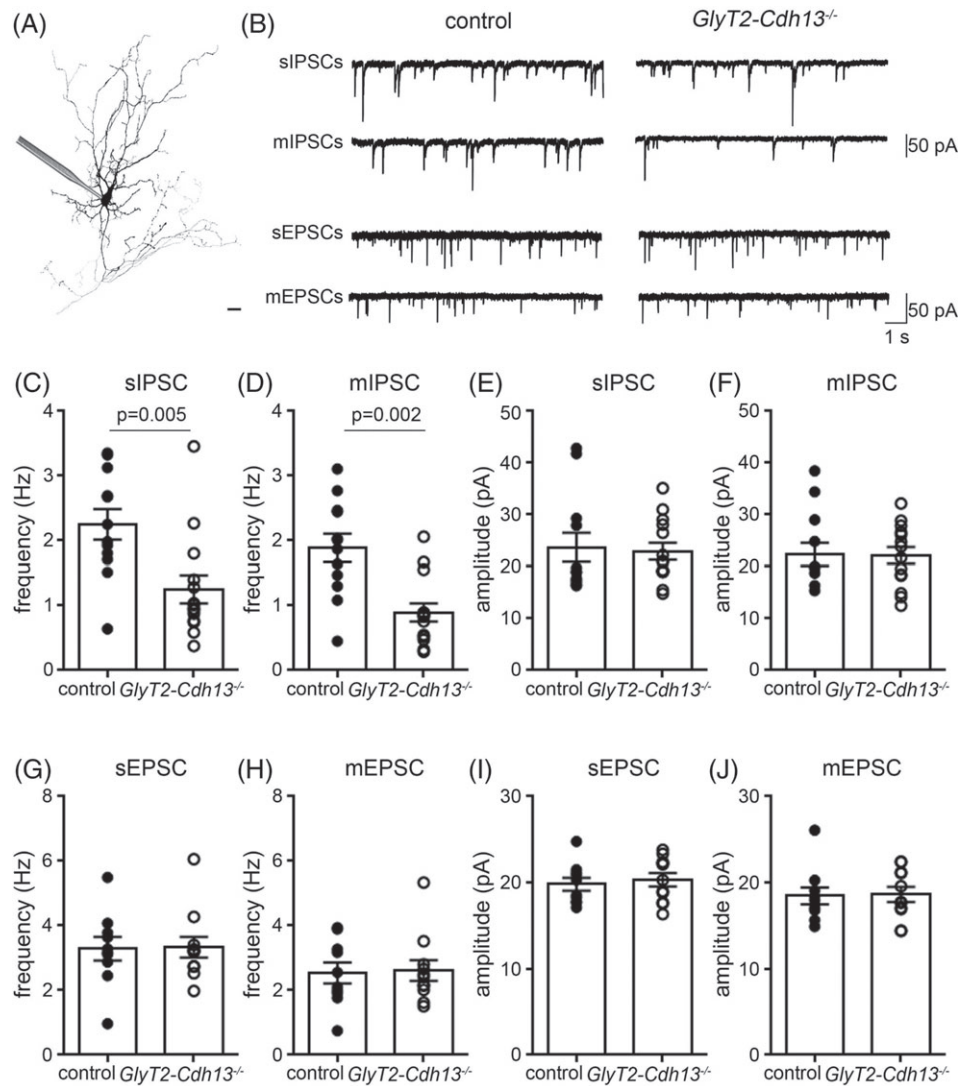 (A)
(B)
control
GlyT2-Cdh13-/-
sIPSCs
mIPSCs
50 pA
sEPSCs
mEPSCs
50 pA
1 s
(C)
sIPSC
p=0.005
frequency (Hz)
4
3
2
1
0
control GlyT2-Cdh13-/-
(D)
mIPSC
p=0.002
frequency (Hz)
4
3
2
1
0
control GlyT2-Cdh13-/-
(E)
sIPSC
amplitude (pA)
50
40
30
20
10
0
control GlyT2-Cdh13-/-
(F)
mIPSC
amplitude (pA)
50
40
30
20
10
0
control GlyT2-Cdh13-/-
(G)
sEPSC
frequency (Hz)
8
6
4
2
0
control GlyT2-Cdh13-/-
(H)
mEPSC
frequency (Hz)
8
6
4
2
0
control GlyT2-Cdh13-/-
(I)
sEPSC
amplitude (pA)
30
20
10
0
control GlyT2-Cdh13-/-
(J)
mEPSC
amplitude (pA)
30
20
10
0
control GlyT2-Cdh13-/-